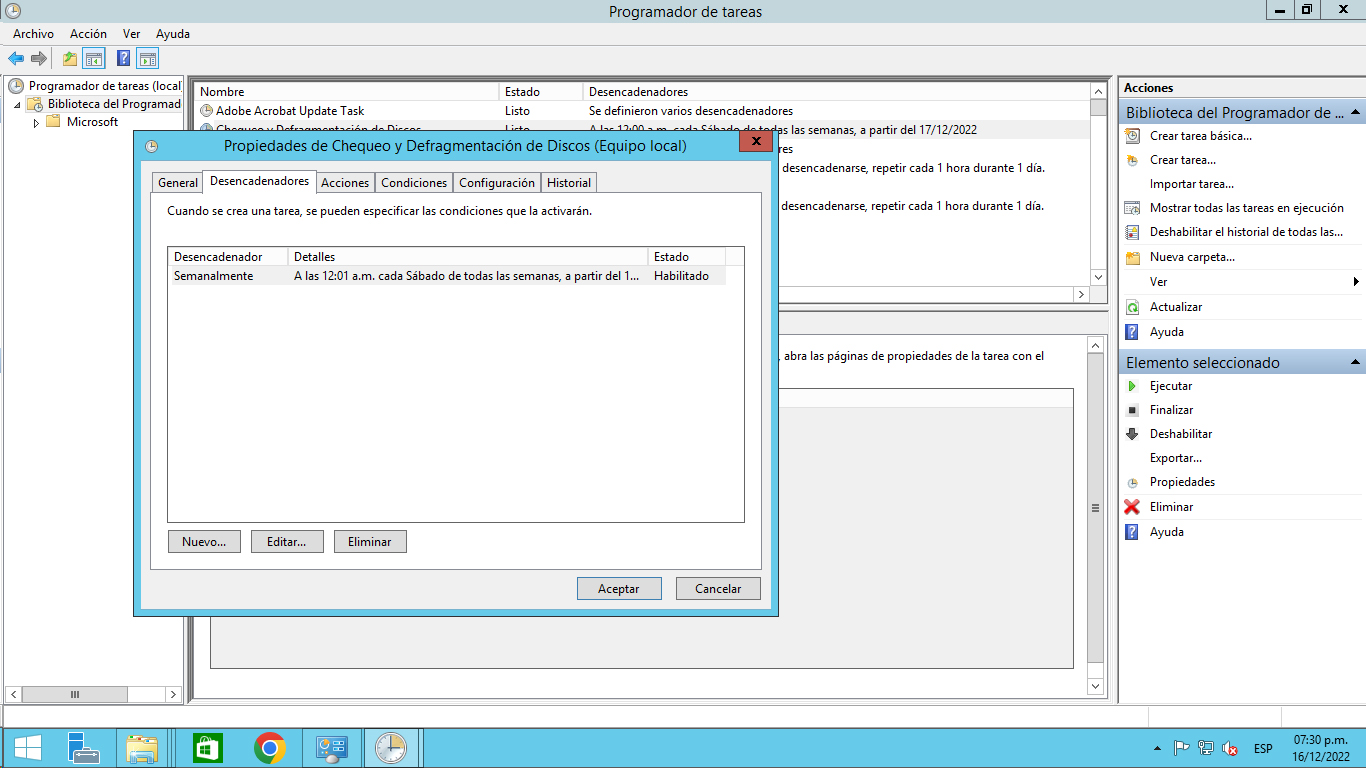 Programador de tareas
Archivo Acción Ver Ayuda
Programador de tareas (local
Biblioteca del Programad
Microsoft
Nombre Estado Desencadenadores
Adobe Acrobat Update Task Listo Se definieron varios desencadenadores
Chequeo y Defragmentación de Discos Listo A las 12:00 a.m. cada Sábado de todas las semanas, a partir del 17/12/2022
res
desencadenarse, repetir cada 1 hora durante 1 día.
desencadenarse, repetir cada 1 hora durante 1 día.
, abra las páginas de propiedades de la tarea con el
Propiedades de Chequeo y Defragmentación de Discos (Equipo local)
General Desencadenadores Acciones Condiciones Configuración Historial
Cuando se crea una tarea, se pueden especificar las condiciones que la activarán.
Desencadenador Detalles Estado
Semanalmente A las 12:01 a.m. cada Sábado de todas las semanas, a partir del 1... Habilitado
Nuevo... Editar... Eliminar
Aceptar Cancelar
Acciones
Biblioteca del Programador de ...
Crear tarea básica...
Crear tarea...
Importar tarea...
Mostrar todas las tareas en ejecución
Deshabilitar el historial de todas las...
Nueva carpeta...
Ver
Actualizar
Ayuda
Elemento seleccionado
Ejecutar
Finalizar
Deshabilitar
Exportar...
Propiedades
Eliminar
Ayuda
ESP
07:30 p.m.
16/12/2022